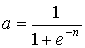 a = 1 / (1 + e^{-n})